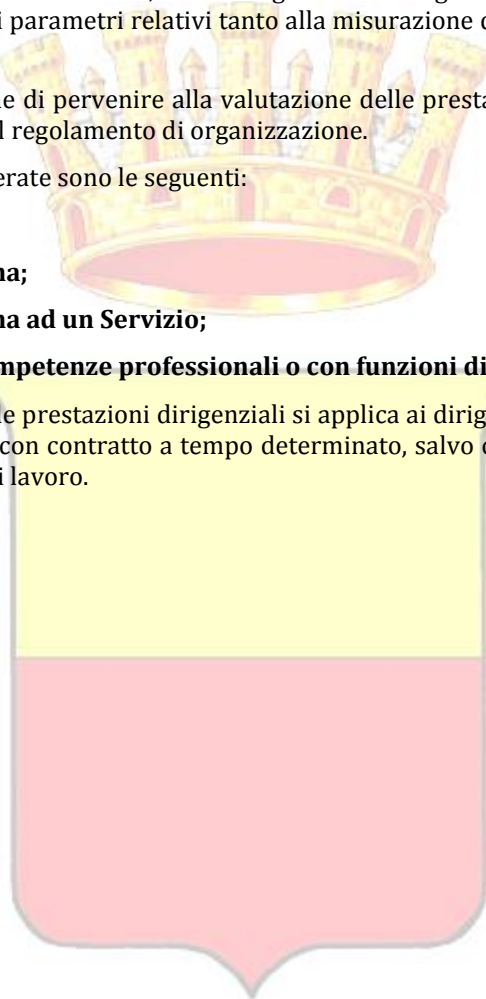 i parametri relativi tanto alla misurazione d
e di pervenire alla valutazione delle presta
l regolamento di organizzazione.
erate sono le seguenti:
na;
na ad un Servizio;
mpetenze professionali o con funzioni di
le prestazioni dirigenziali si applica ai dirig
con contratto a tempo determinato, salvo
i lavoro.